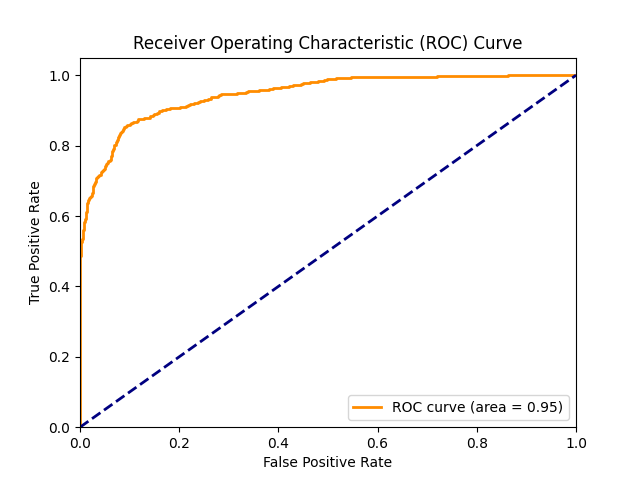 Receiver Operating Characteristic (ROC) Curve
1.0
0.8
0.6
0.4
0.2
0.0
True Positive Rate
ROC curve (area = 0.95)
0.0 0.2 0.4 0.6 0.8 1.0
False Positive Rate